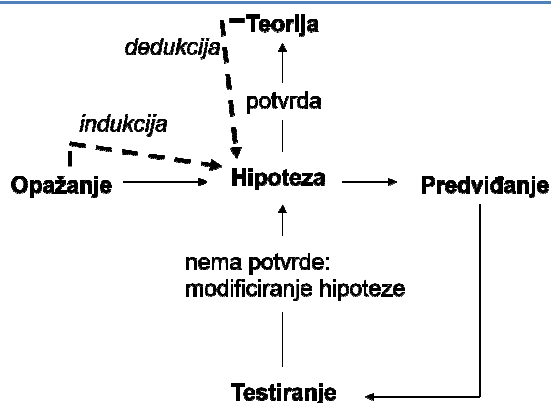 Teorija
dedukcija
potvrda
indukcija
Opažanje
Hipoteza
Predviđanje
nema potvrde:
modificiranje hipoteze
Testiranje